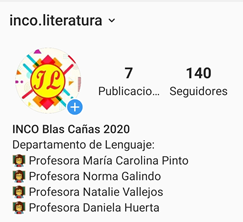 inco.literatura
JL
7
140
Publicacio... Seguidores
INCO Blas Cañas 2020
Departamento de Lenguaje:
Profesora María Carolina Pinto
Profesora Norma Galindo
Profesora Natalie Vallejos
Profesora Daniela Huerta